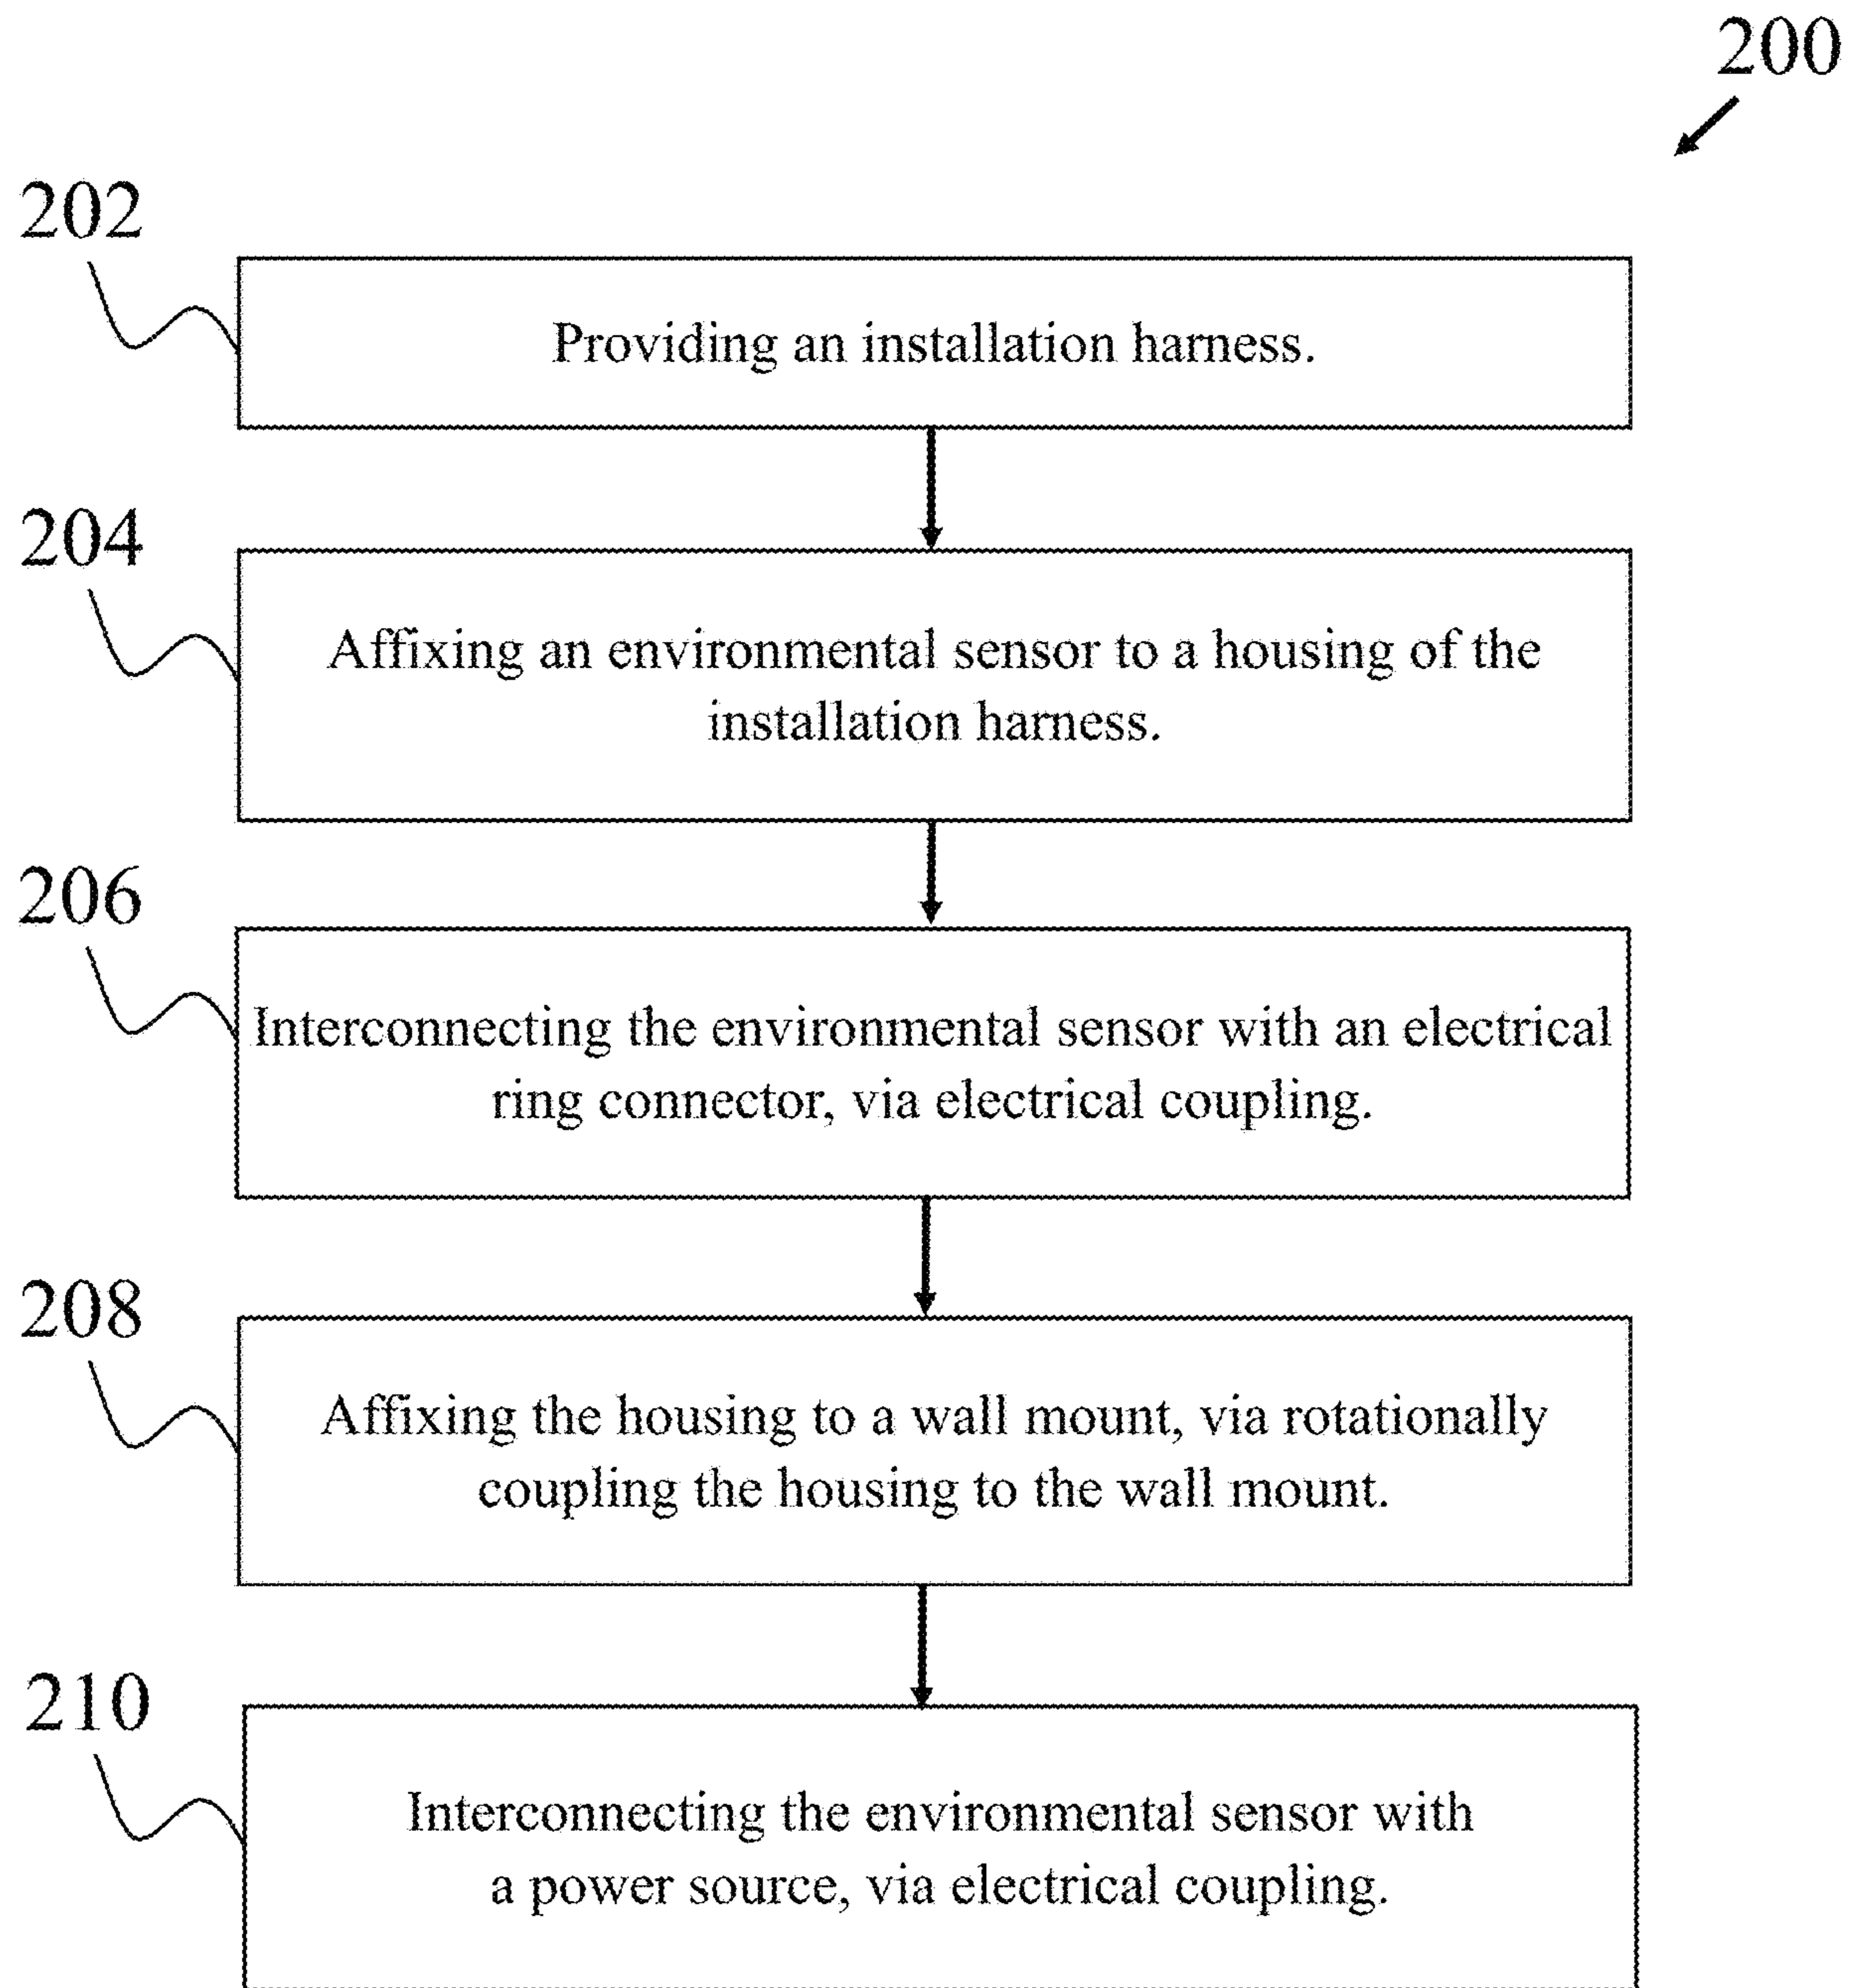 200
202
Providing an installation harness.
204
Affixing an environmental sensor to a housing of the
installation harness.
206
Interconnecting the environmental sensor with an electrical
ring connector, via electrical coupling.
208
Affixing the housing to a wall mount, via rotationally
coupling the housing to the wall mount.
210
Interconnecting the environmental sensor with
a power source, via electrical coupling.